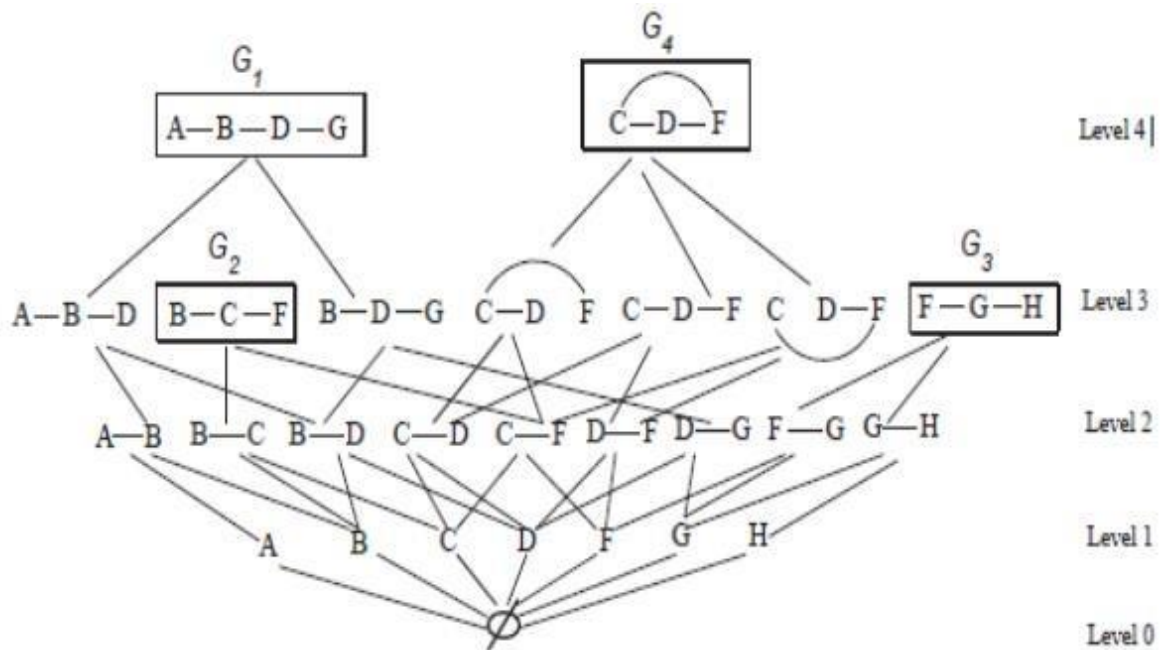 G4
G1
A—B—D—G
C—D—F
Level 4|
G2
G3
A—B—D
B—C—F
B—D—G
C—D F
C—D—F
C D—F
F—G—H
Level 3
A—B
B—C
B—D
C—D
C—F
D—F
D—G
F—G
G—H
Level 2
A
B
C
D
F
G
H
Level 1
Ø
Level 0